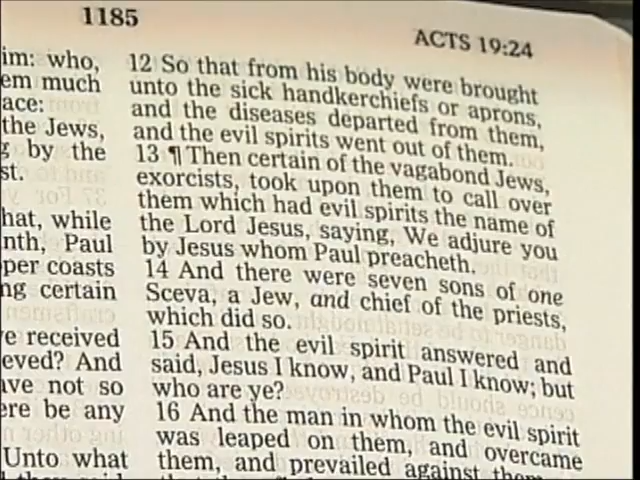 1185
ACTS 19:24
im: who,
em much
ace:
the Jews,
g by the
st.
hat, while
nth, Paul
per coasts
ng certain
e received
eved? And
ave not so
ere be any
Unto what
12 So that from his body were brought
unto the sick handkerchiefs or aprons,
and the diseases departed from them,
and the evil spirits went out of them.
13 ¶ Then certain of the vagabond Jews,
exorcists, took upon them to call over
them which had evil spirits the name of
the Lord Jesus, saying, We adjure you
by Jesus whom Paul preacheth.
14 And there were seven sons of one
Sceva, a Jew, and chief of the priests,
which did so.
15 And the evil spirit answered and
said, Jesus I know, and Paul I know; but
who are ye?
16 And the man in whom the evil spirit
was leaped on them, and overcame
them, and prevailed against them